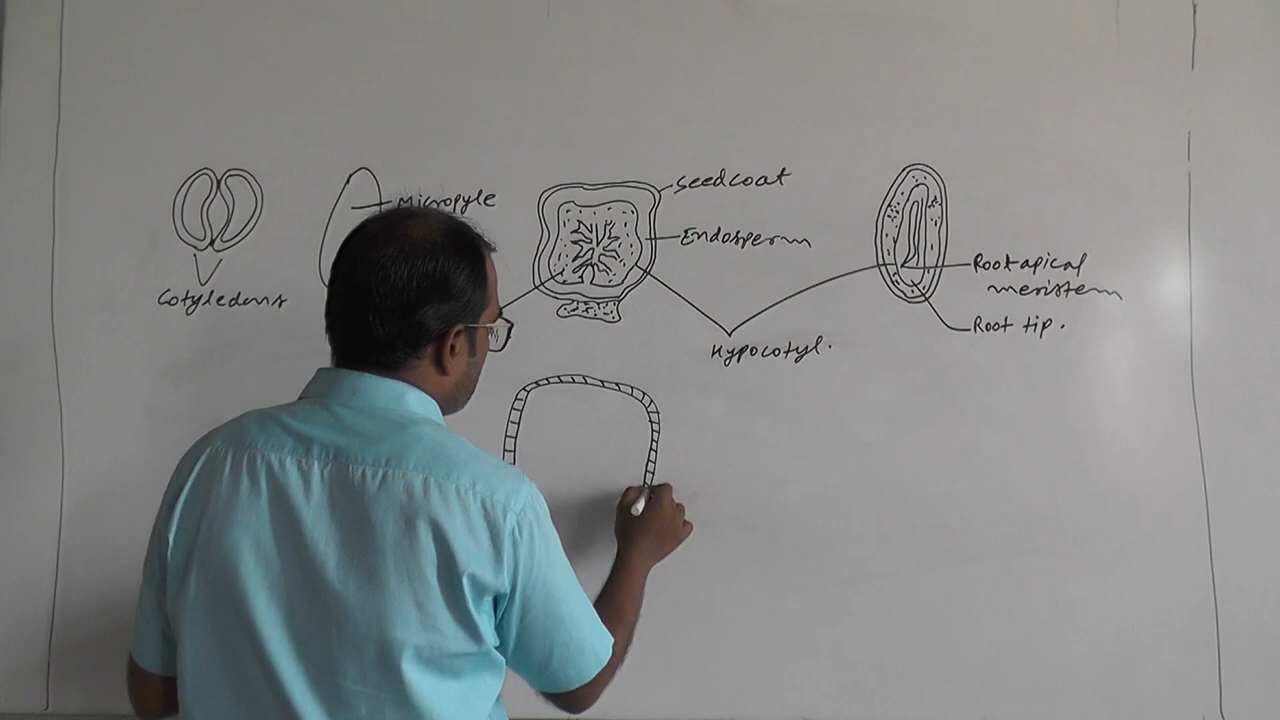 Cotyledons
Micropyle
Seedcoat
Endosperm
Hypocotyl.
Root apical
meristem
Root tip.